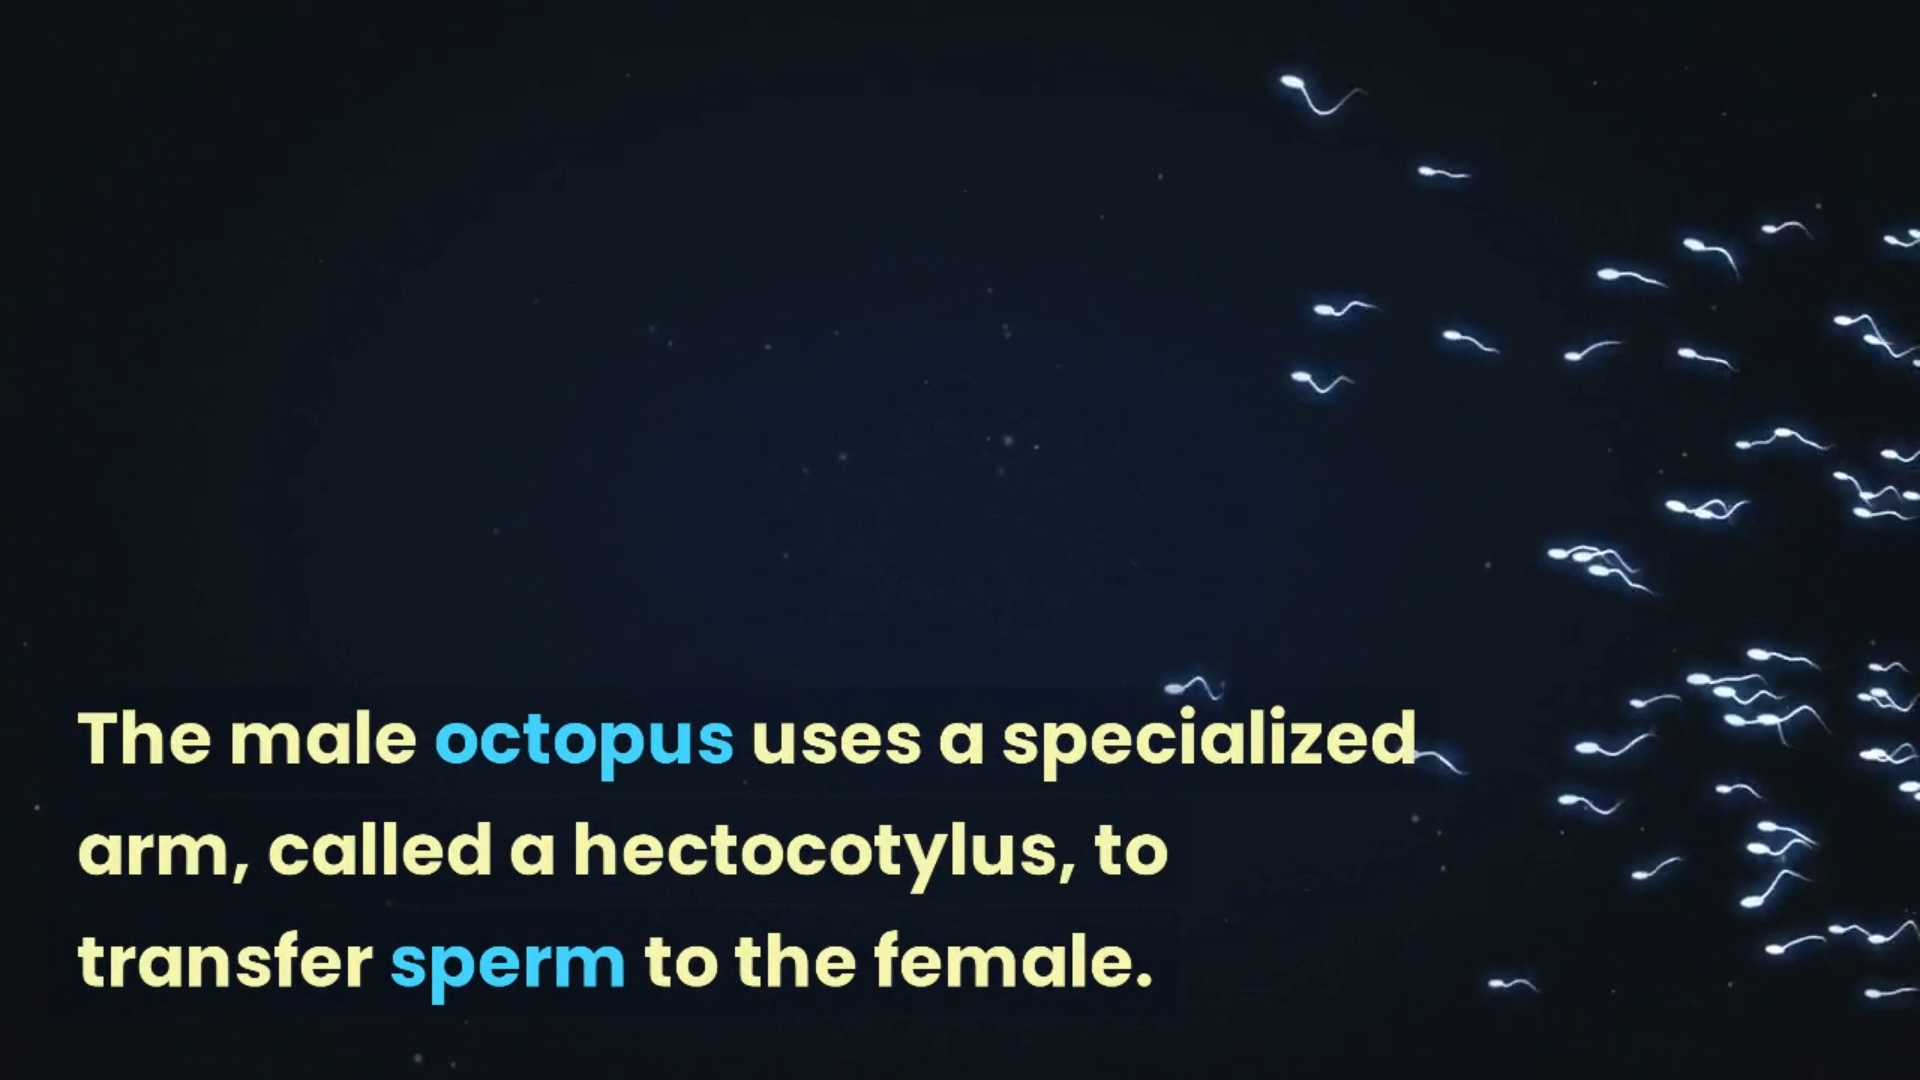 The male octopus uses a specialized
arm, called a hectocotylus, to
transfer sperm to the female.